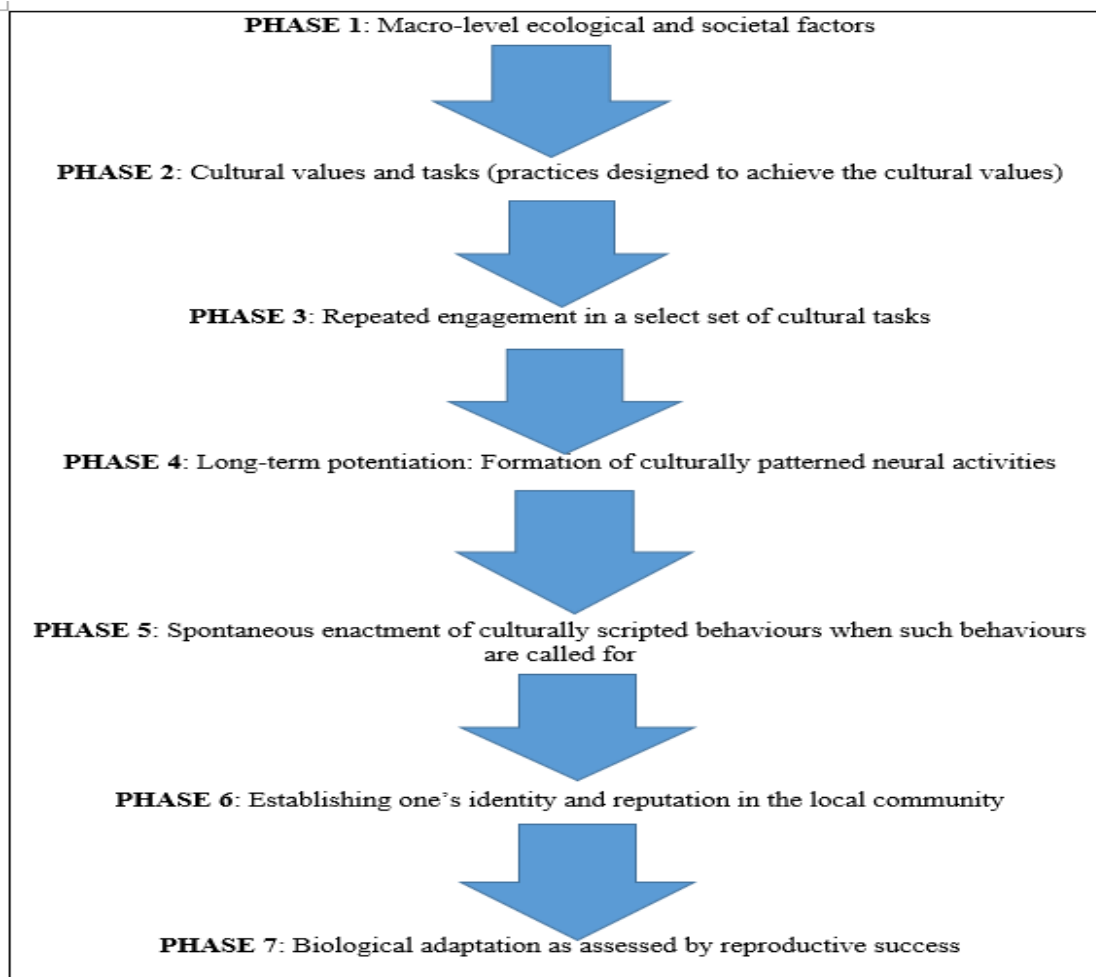 PHASE 1: Macro-level ecological and societal factors
PHASE 2: Cultural values and tasks (practices designed to achieve the cultural values)
PHASE 3: Repeated engagement in a select set of cultural tasks
PHASE 4: Long-term potentiation: Formation of culturally patterned neural activities
PHASE 5: Spontaneous enactment of culturally scripted behaviours when such behaviours
are called for
PHASE 6: Establishing one’s identity and reputation in the local community
PHASE 7: Biological adaptation as assessed by reproductive success